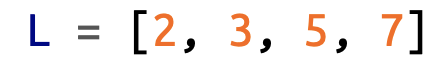 L = [2, 3, 5, 7]